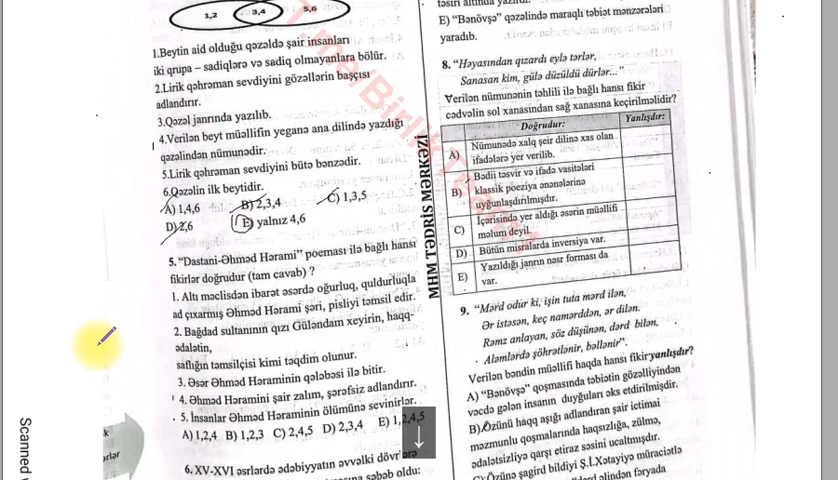 1,2
3,4
5,6
1.Beytin aid olduğu qəzəldə şair insanları
iki qrupa – sadiqlərə və sadiq olmayanlara bölür.
2.Lirik qəhrəman sevdiyini gözəllərin başçısı
adlandırır.
3.Qəzəl janrında yazılıb.
4.Verilən beyt müəllifin yeganə ana dilində yazdığı
qəzəlindən nümunədir.
5.Lirik qəhrəman sevdiyini bütə bənzədir.
6.Qəzəlin ilk beytidir.
A) 1,4,6 B) 2,3,4 C) 1,3,5
D) 2,6 E) yalnız 4,6
5. “Dastani-Əhməd Hərami” poeması ilə bağlı hansı
fikirlər doğrudur (tam cavab) ?
1. Altı məclisdən ibarət əsərdə oğurluq, quldurluqla
ad çıxarmış Əhməd Hərami şəri, pisliyi təmsil edir.
2. Bağdad sultanının qızı Güləndam xeyirin, haqq-
ədalətin,
saflığın təmsilçisi kimi təqdim olunur.
3. Əsər Əhməd Həraminin qələbəsi ilə bitir.
4. Əhməd Həramini şair zalım, şərəfsiz adlandırır.
5. İnsanlar Əhməd Həraminin ölümünə sevinirlər.
A) 1,2,4 B) 1,2,3 C) 2,4,5 D) 2,3,4 E) 1,2,4,5
6. XV-XVI əsrlərdə ədəbiyyatın əvvəlki
səbəb oldu:
MHM TƏDRİS MƏRKƏZİ
təsiri altında
E) “Bənövşə” qəzəlində maraqlı təbiət mənzərələri
yaradıb.
8. “Həyasından qızardı eylə tərlər,
Sanasan kim, gülə düzüldü dürlər...”
Verilən nümunənin təhlili ilə bağlı hansı fikir
cədvəlin sol xanasından sağ xanasına keçirilməlidir?
Doğrudur: Yanlışdır:
A) Nümunədə xalq şeir dilinə xas olan
ifadələrə yer verilib.
B) Bədii təsvir və ifadə vasitələri
klassik poeziya ənənələrinə
uyğunlaşdırılmışdır.
C) İçərisində yer aldığı əsərin müəllifi
məlum deyil.
D) Bütün misralarda inversiya var.
E) Yazıldığı janrın nəsr forması da
var.
9. “Mərd odur ki, işin tuta mərd ilən,
Ər istəsən, keç namərddən, ər dilən.
Rəmz anlayan, söz düşünən, dərd bilən,
Aləmlərdə şöhrətlənir, bəllənir”.
Verilən bəndin müəllifi haqda hansı fikir yanlışdır?
A) “Bənövşə” qoşmasında təbiətin gözəlliyindən
vəcdə gələn insanın duyğuları əks etdirilmişdir.
B) Özünü haqq aşığı adlandıran şair ictimai
məzmunlu qoşmalarında haqsızlığa, zülmə,
ədalətsizliyə qarşı etiraz səsini ucaltmışdır.
C) Özünə şagird bildiyi Ş.İ.Xətayiyə müraciətlə
əlindən fəryada
Scanned